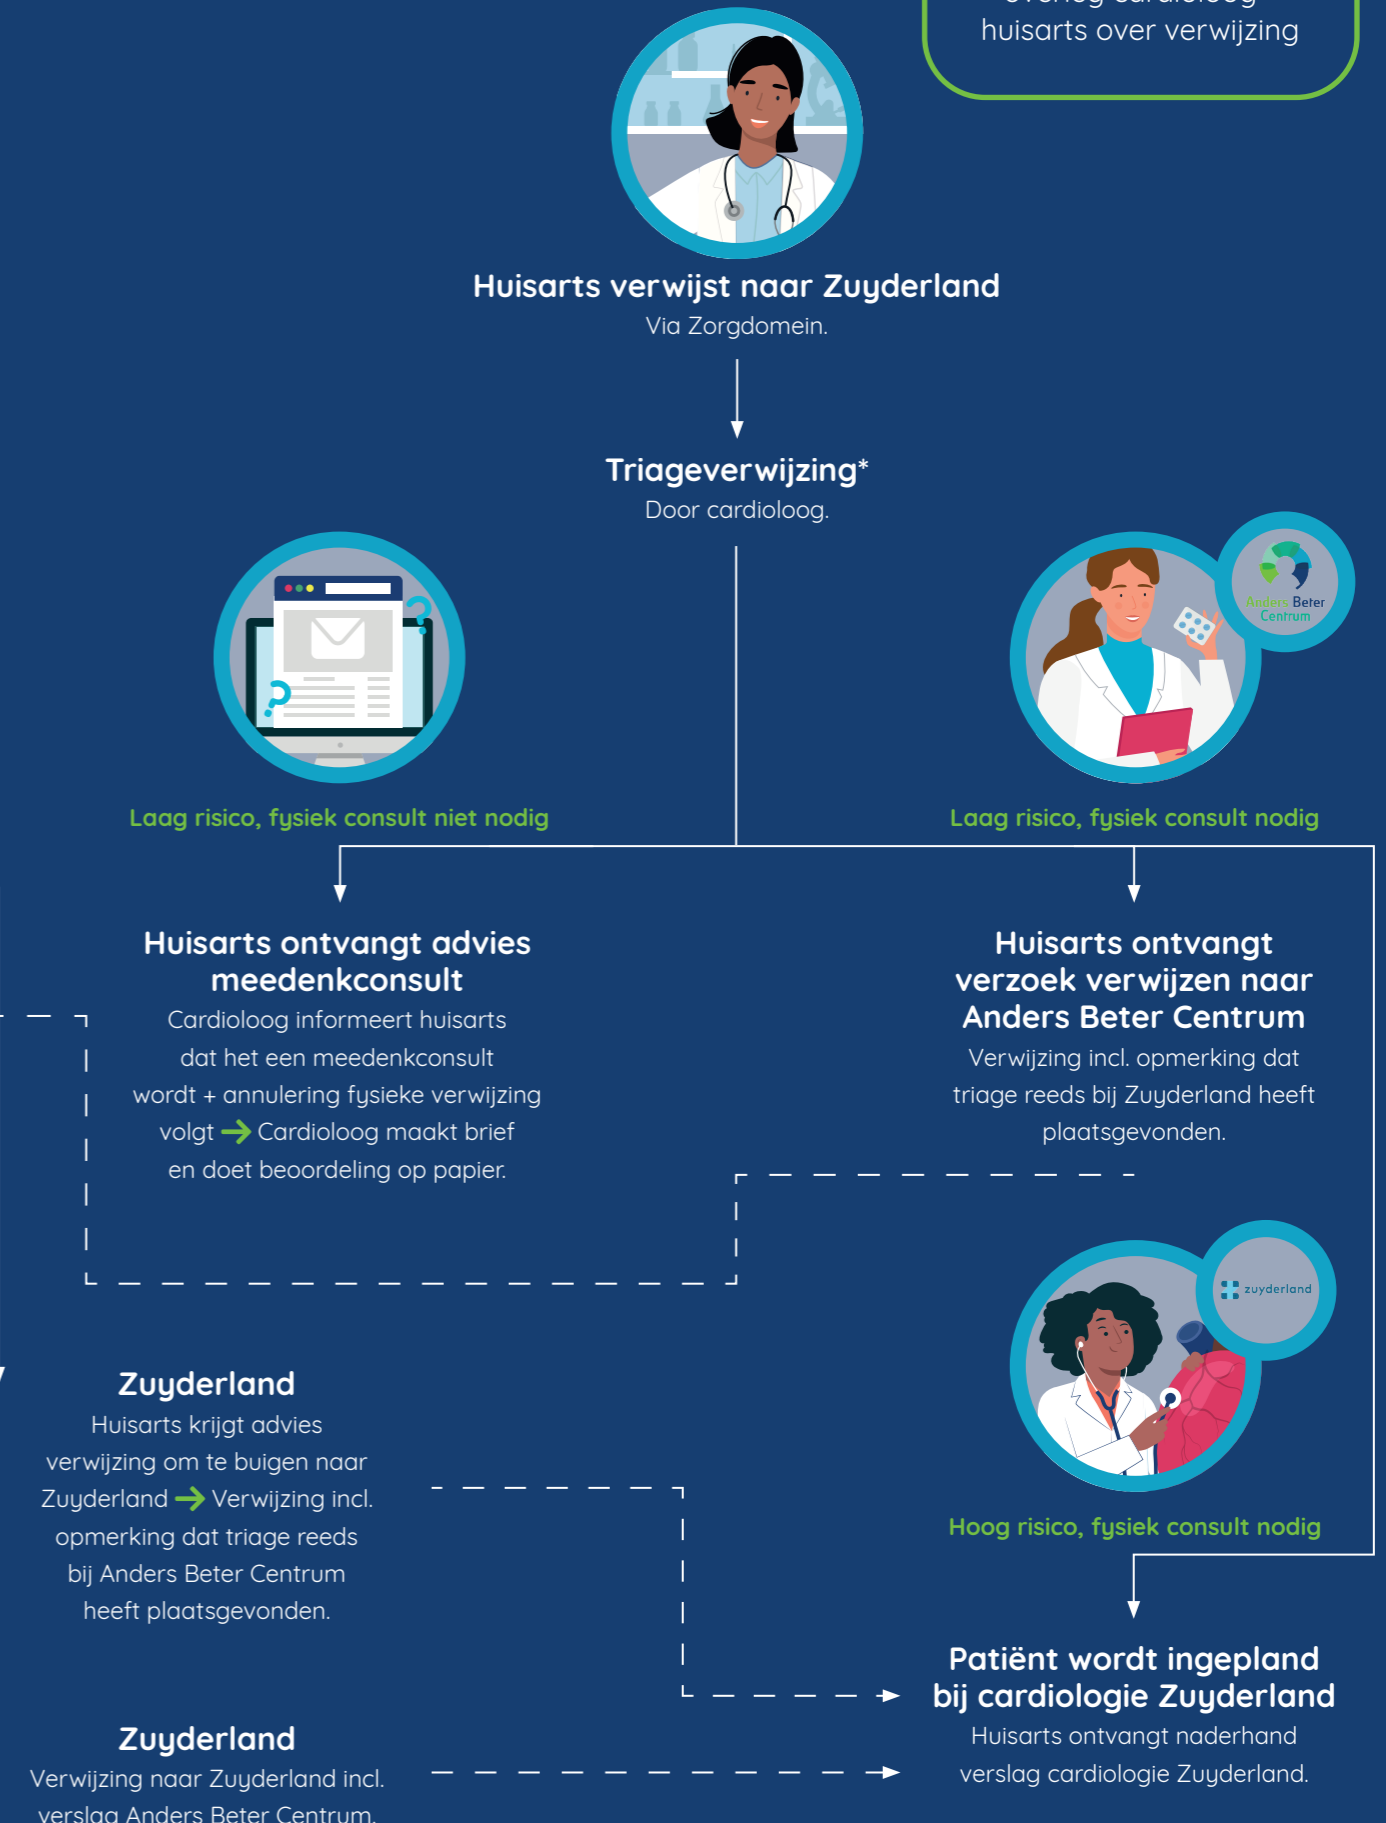 huisarts over verwijzing
Huisarts verwijst naar Zuyderland
Via Zorgdomein.
Triageverwijzing*
Door cardioloog.
Anders Beter
Centrum
Laag risico, fysiek consult niet nodig
Laag risico, fysiek consult nodig
Huisarts ontvangt advies
meedenkconsult
Cardioloog informeert huisarts
dat het een meedenkconsult
wordt + annulering fysieke verwijzing
volgt → Cardioloog maakt brief
en doet beoordeling op papier.
Huisarts ontvangt
verzoek verwijzen naar
Anders Beter Centrum
Verwijzing incl. opmerking dat
triage reeds bij Zuyderland heeft
plaatsgevonden.
zuyderland
Zuyderland
Huisarts krijgt advies
verwijzing om te buigen naar
Zuyderland → Verwijzing incl.
opmerking dat triage reeds
bij Anders Beter Centrum
heeft plaatsgevonden.
Hoog risico, fysiek consult nodig
Patiënt wordt ingepland
bij cardiologie Zuyderland
Huisarts ontvangt naderhand
verslag cardiologie Zuyderland.
Zuyderland
Verwijzing naar Zuyderland incl.
verslag Anders Beter Centrum.